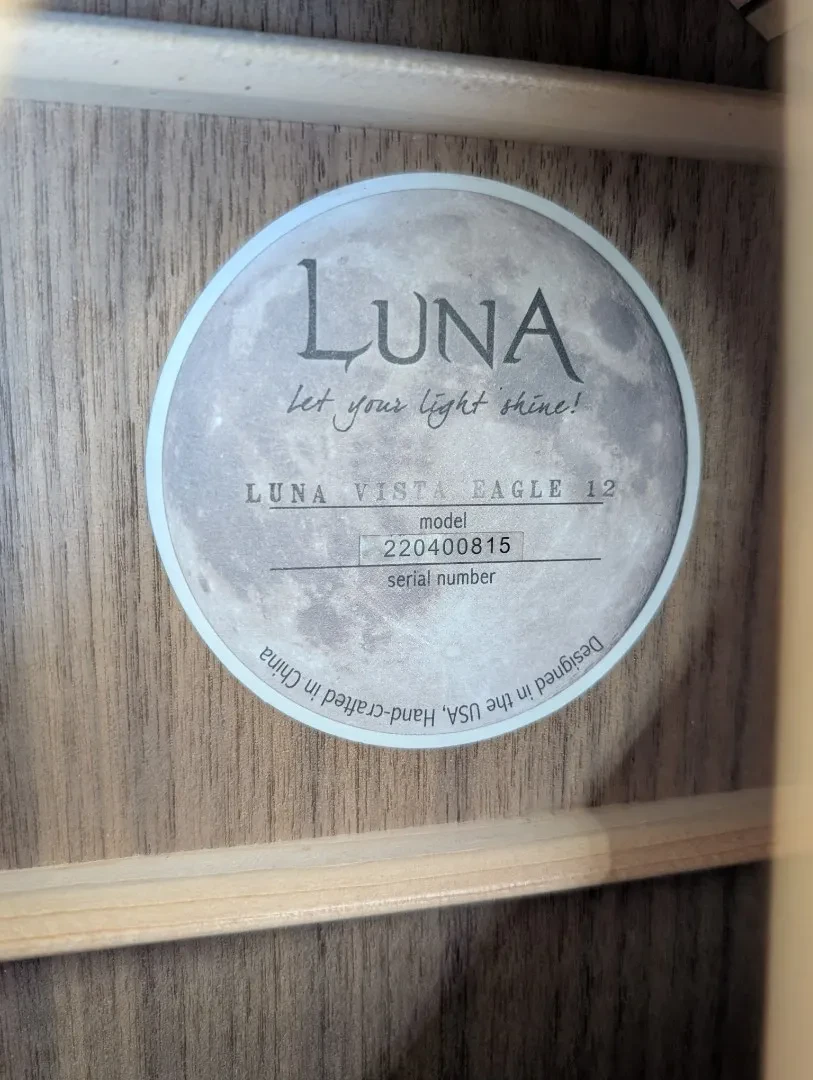 LUNA
Let your light shine!
LUNA VISTA EAGLE 12
model
220400815
serial number
Designed in the USA, Hand-crafted in China